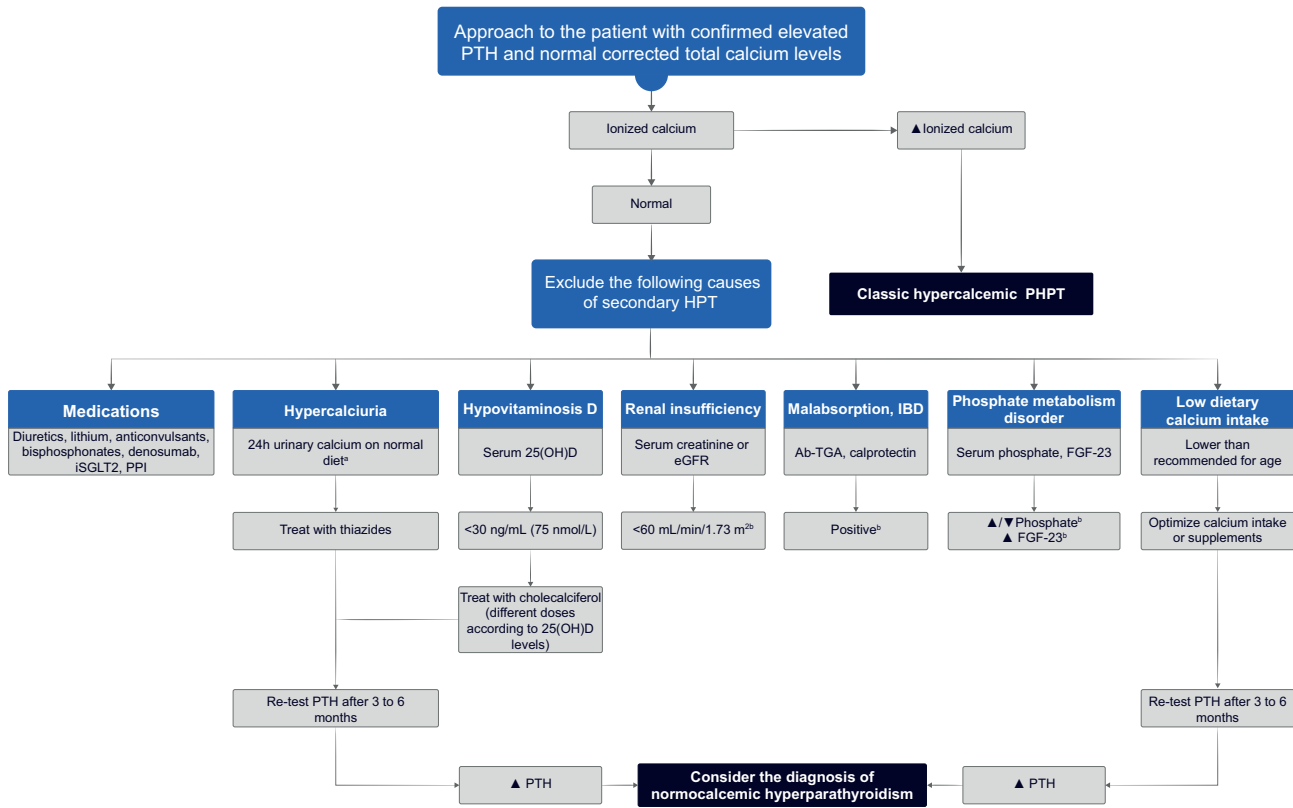 Approach to the patient with confirmed elevated
PTH and normal corrected total calcium levels
Ionized calcium
▲Ionized calcium
Normal
Exclude the following causes
of secondary HPT
Classic hypercalcemic PHPT
Medications
Diuretics, lithium, anticonvulsants,
bisphosphonates, denosumab,
iSGLT2, PPI
Hypercalciuria
24h urinary calcium on normal
dietᵃ
Treat with thiazides
Hypovitaminosis D
Serum 25(OH)D
<30 ng/mL (75 nmol/L)
Treat with cholecalciferol
(different doses
according to 25(OH)D
levels)
Renal insufficiency
Serum creatinine or
eGFR
<60 mL/min/1.73 m²ᵇ
Malabsorption, IBD
Ab-TGA, calprotectin
Positiveᵇ
Phosphate metabolism
disorder
Serum phosphate, FGF-23
▲/▼Phosphateᵇ
▲ FGF-23ᵇ
Low dietary
calcium intake
Lower than
recommended for age
Optimize calcium intake
or supplements
Re-test PTH after 3 to 6
months
Re-test PTH after 3 to 6
months
▲ PTH
Consider the diagnosis of
normocalcemic hyperparathyroidism
▲ PTH